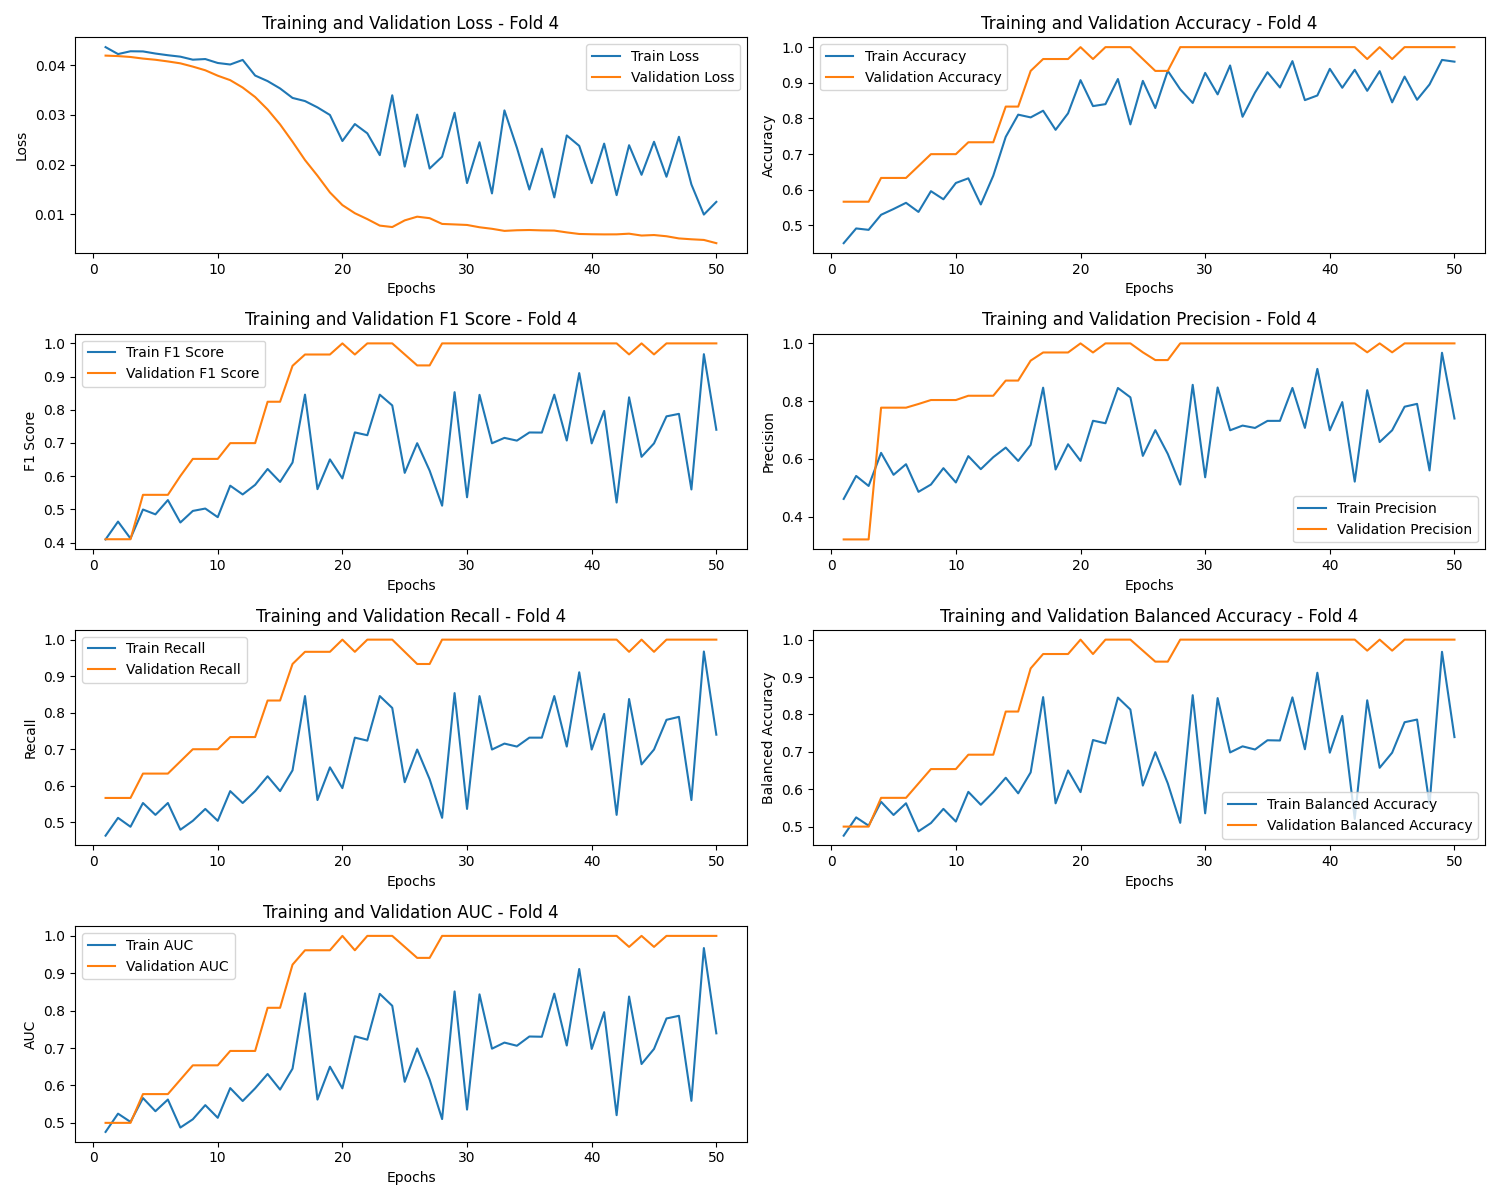 Training and Validation Loss - Fold 4
Loss
0.04
0.03
0.02
0.01
Train Loss
Validation Loss
0 10 20 30 40 50
Epochs
Training and Validation Accuracy - Fold 4
Accuracy
1.0
0.9
0.8
0.7
0.6
0.5
Train Accuracy
Validation Accuracy
0 10 20 30 40 50
Epochs
Training and Validation F1 Score - Fold 4
F1 Score
1.0
0.9
0.8
0.7
0.6
0.5
0.4
Train F1 Score
Validation F1 Score
0 10 20 30 40 50
Epochs
Training and Validation Precision - Fold 4
Precision
1.0
0.8
0.6
0.4
Train Precision
Validation Precision
0 10 20 30 40 50
Epochs
Training and Validation Recall - Fold 4
Recall
1.0
0.9
0.8
0.7
0.6
0.5
Train Recall
Validation Recall
0 10 20 30 40 50
Epochs
Training and Validation Balanced Accuracy - Fold 4
Balanced Accuracy
1.0
0.9
0.8
0.7
0.6
0.5
Train Balanced Accuracy
Validation Balanced Accuracy
0 10 20 30 40 50
Epochs
Training and Validation AUC - Fold 4
AUC
1.0
0.9
0.8
0.7
0.6
0.5
Train AUC
Validation AUC
0 10 20 30 40 50
Epochs